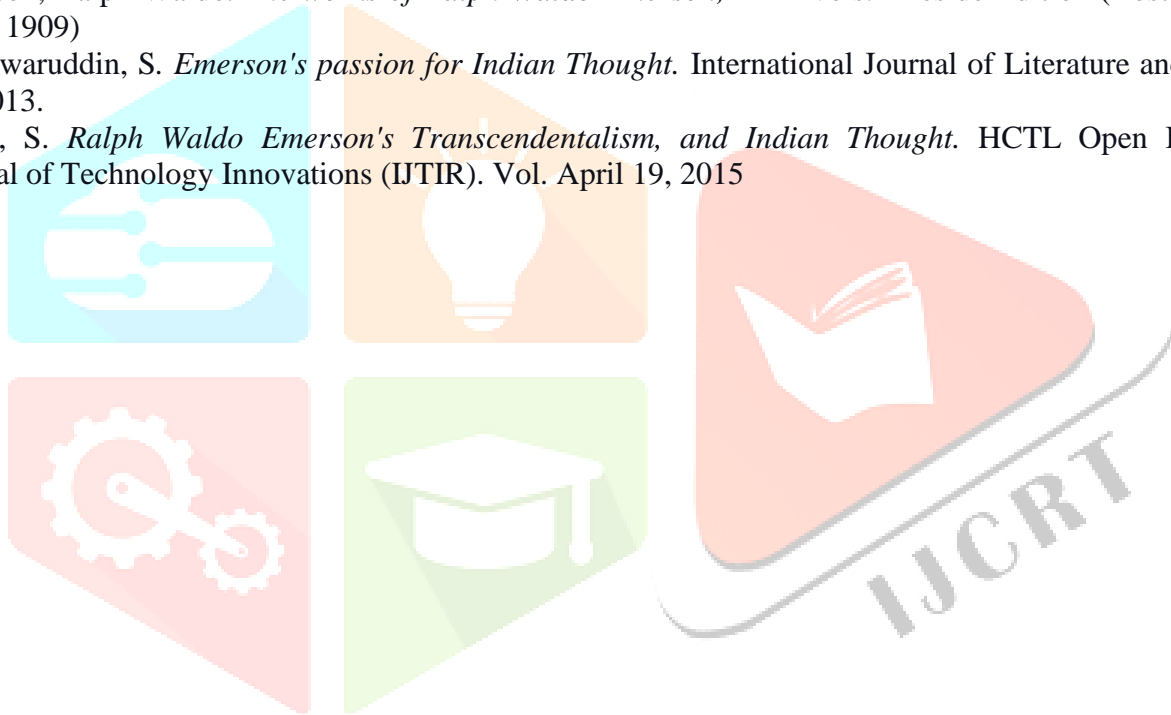 1909)
waruddin, S. Emerson's passion for Indian Thought. International Journal of Literature and
013.
, S. Ralph Waldo Emerson's Transcendentalism, and Indian Thought. HCTL Open
al of Technology Innovations (IJTIR). Vol. April 19, 2015
IJCRT